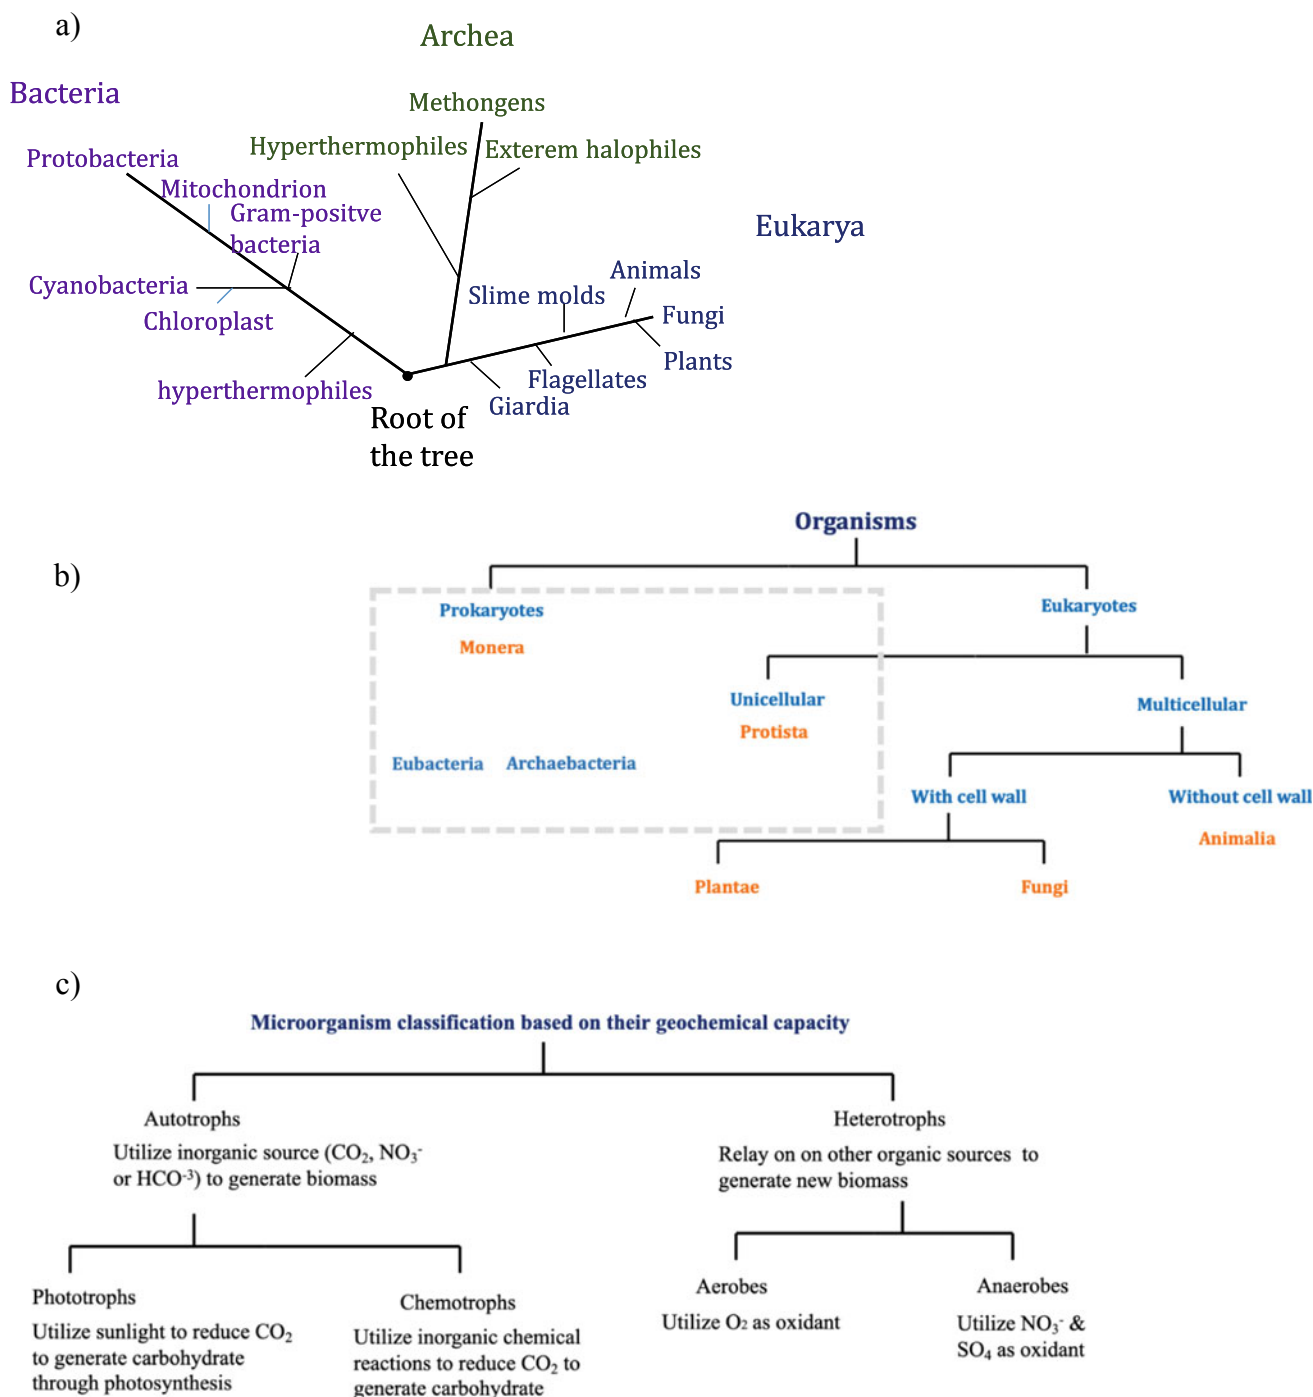 a)
Archea
Bacteria
Methongens
Hyperthermophiles
Exterem halophiles
Protobacteria
Mitochondrion
Gram-positve
bacteria
Eukarya
Cyanobacteria
Chloroplast
Animals
Slime molds
Fungi
Plants
hyperthermophiles
Flagellates
Giardia
Root of
the tree
b)
Organisms
Prokaryotes
Monera
Eukaryotes
Unicellular
Protista
Multicellular
Eubacteria
Archaebacteria
With cell wall
Without cell wall
Animalia
Plantae
Fungi
c)
Microorganism classification based on their geochemical capacity
Autotrophs
Utilize inorganic source (CO₂, NO₃⁻
or HCO⁻³) to generate biomass
Heterotrophs
Relay on on other organic sources to
generate new biomass
Phototrophs
Utilize sunlight to reduce CO₂
to generate carbohydrate
through photosynthesis
Chemotrophs
Utilize inorganic chemical
reactions to reduce CO₂ to
generate carbohydrate
Aerobes
Utilize O₂ as oxidant
Anaerobes
Utilize NO₃⁻ &
SO₄ as oxidant